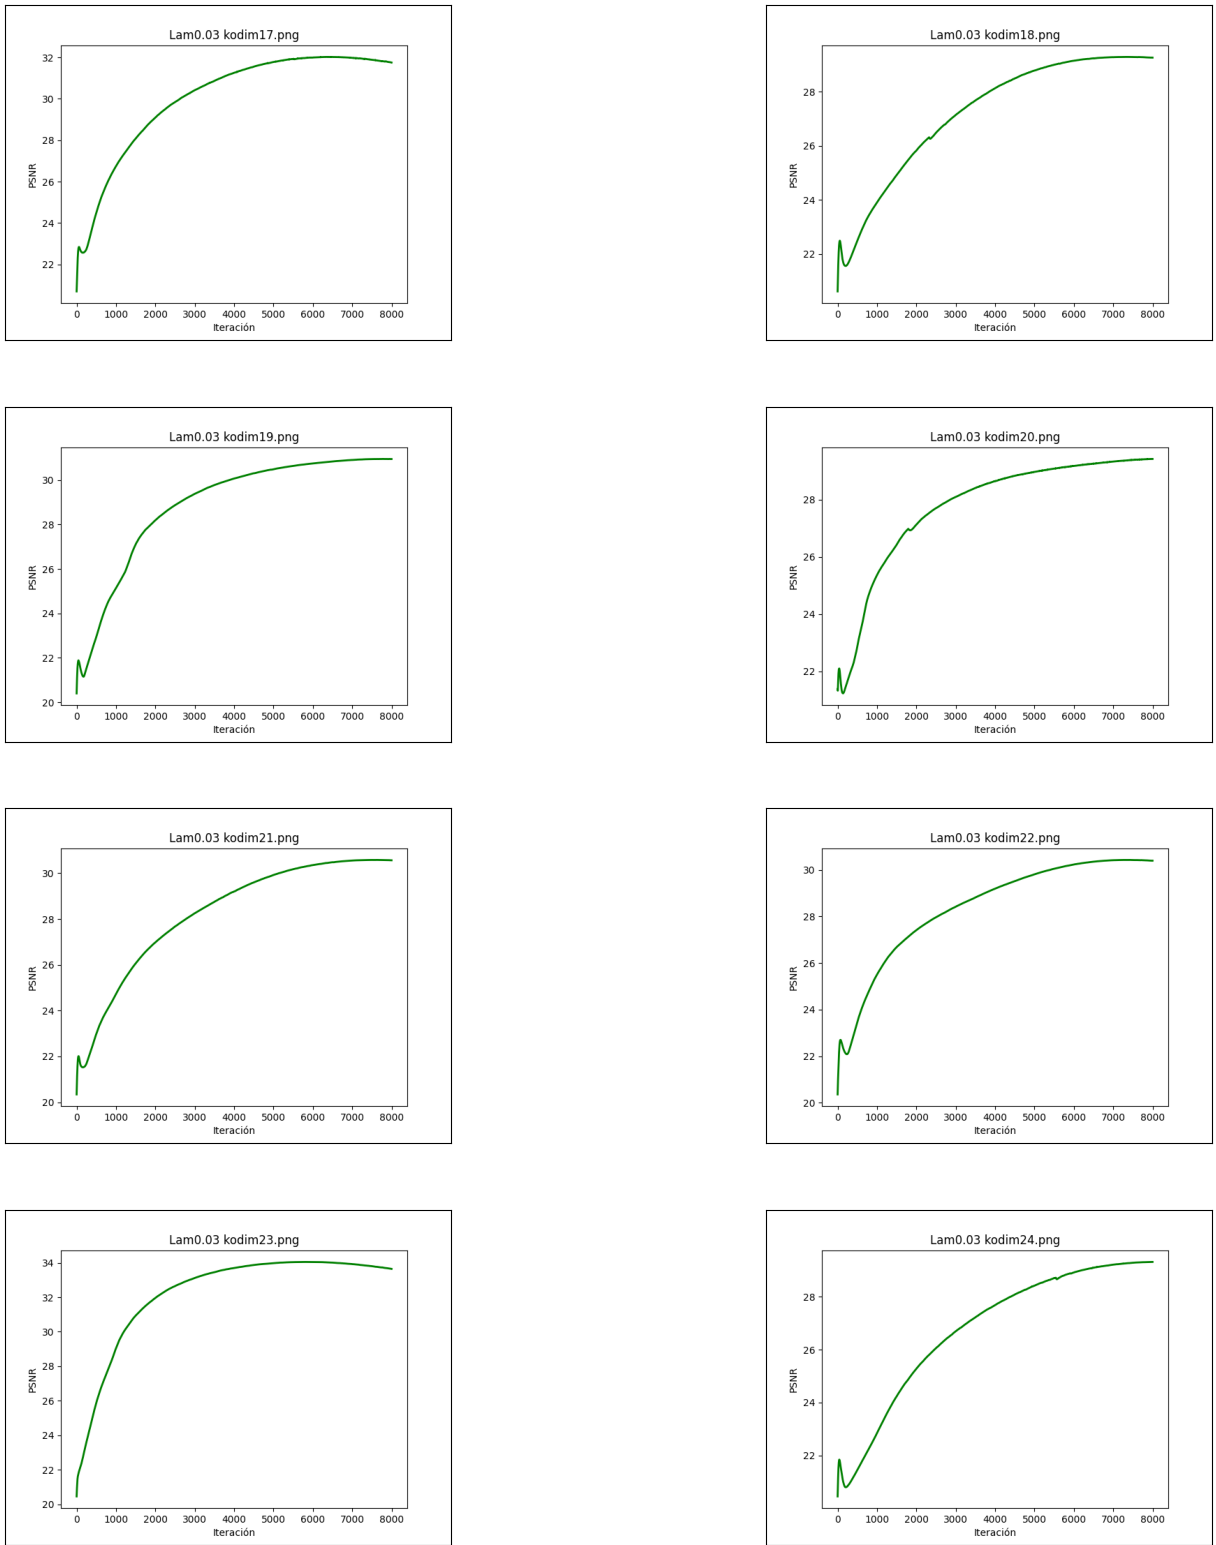 Lam0.03 kodim17.png
PSNR
32
30
28
26
24
22
0 1000 2000 3000 4000 5000 6000 7000 8000
Iteración
Lam0.03 kodim18.png
PSNR
28
26
24
22
0 1000 2000 3000 4000 5000 6000 7000 8000
Iteración
Lam0.03 kodim19.png
PSNR
30
28
26
24
22
20
0 1000 2000 3000 4000 5000 6000 7000 8000
Iteración
Lam0.03 kodim20.png
PSNR
28
26
24
22
0 1000 2000 3000 4000 5000 6000 7000 8000
Iteración
Lam0.03 kodim21.png
PSNR
30
28
26
24
22
20
0 1000 2000 3000 4000 5000 6000 7000 8000
Iteración
Lam0.03 kodim22.png
PSNR
30
28
26
24
22
20
0 1000 2000 3000 4000 5000 6000 7000 8000
Iteración
Lam0.03 kodim23.png
PSNR
34
32
30
28
26
24
22
20
0 1000 2000 3000 4000 5000 6000 7000 8000
Iteración
Lam0.03 kodim24.png
PSNR
28
26
24
22
0 1000 2000 3000 4000 5000 6000 7000 8000
Iteración